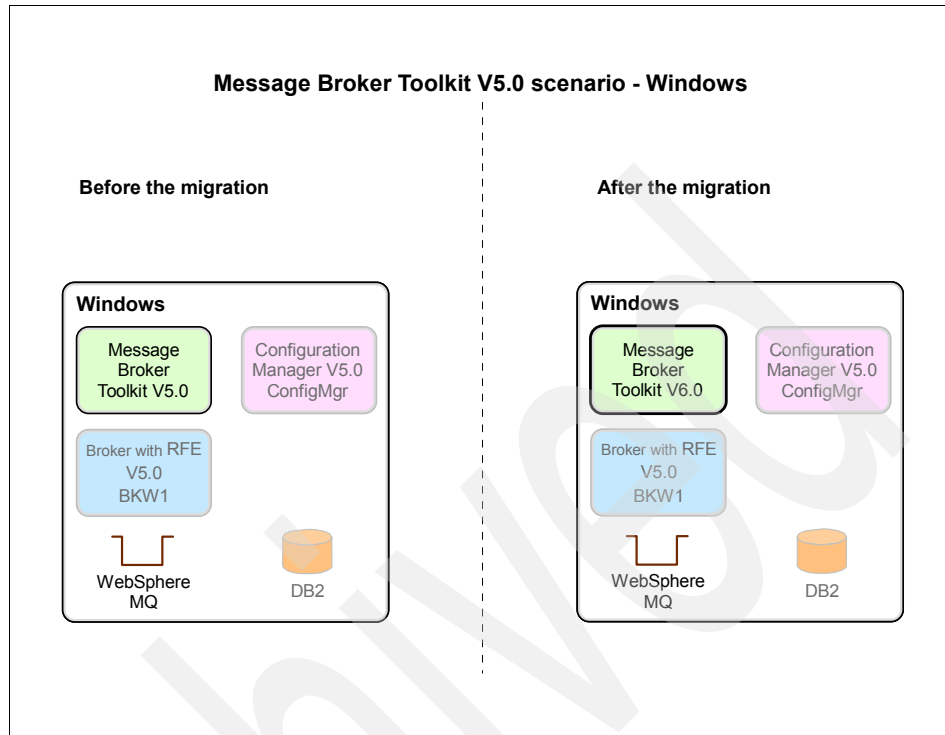 Message Broker Toolkit V5.0 scenario - Windows
Before the migration
Windows
Message
Broker
Toolkit V5.0
Configuration
Manager V5.0
ConfigMgr
Broker with RFE
V5.0
BKW1
WebSphere
MQ
DB2
After the migration
Windows
Message
Broker
Toolkit V6.0
Configuration
Manager V5.0
ConfigMgr
Broker with RFE
V5.0
BKW1
WebSphere
MQ
DB2
hived